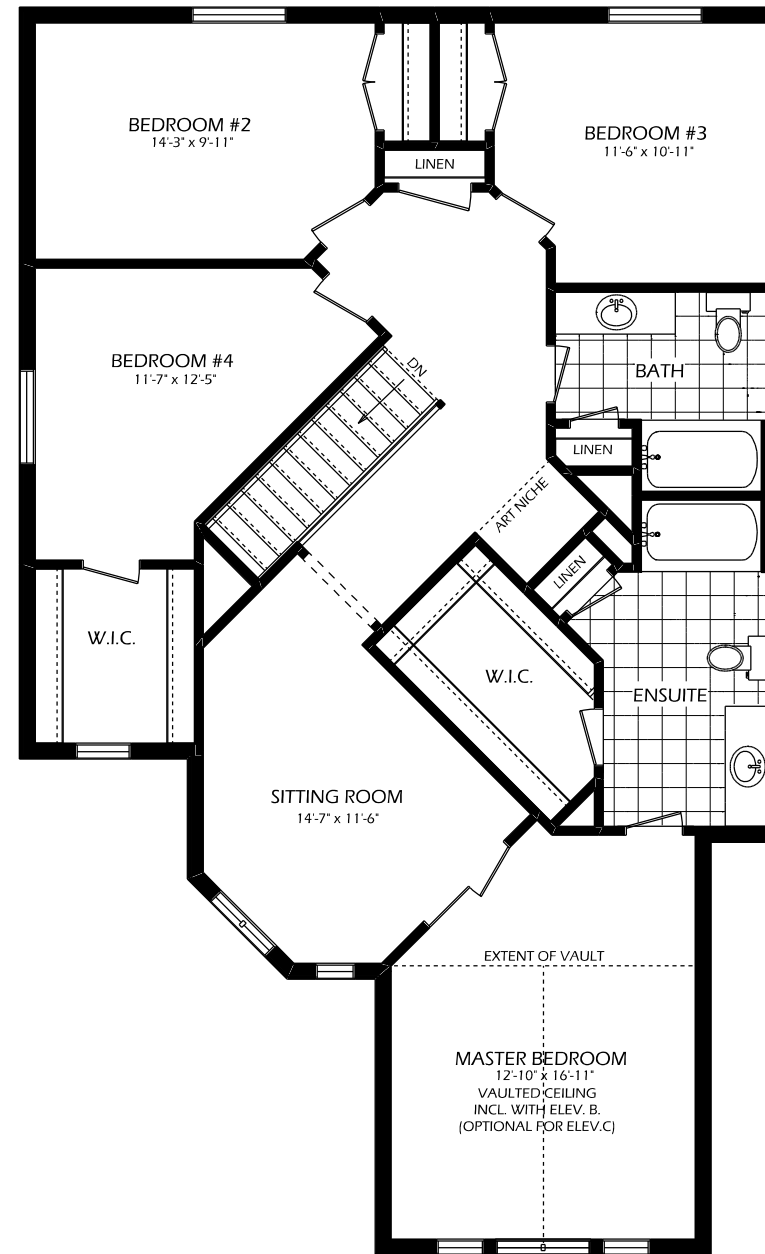 BEDROOM #2
14'-3" x 9'-11"
BEDROOM #3
11'-6" x 10'-11"
LINEN
BEDROOM #4
11'-7" x 12'-5"
DN
BATH
LINEN
ART NICHE
LINEN
W.I.C.
W.I.C.
ENSUITE
SITTING ROOM
14'-7" x 11'-6"
EXTENT OF VAULT
MASTER BEDROOM
12'-10" x 16'-11"
VAULTED CEILING
INCL. WITH ELEV. B.
(OPTIONAL FOR ELEV.C)